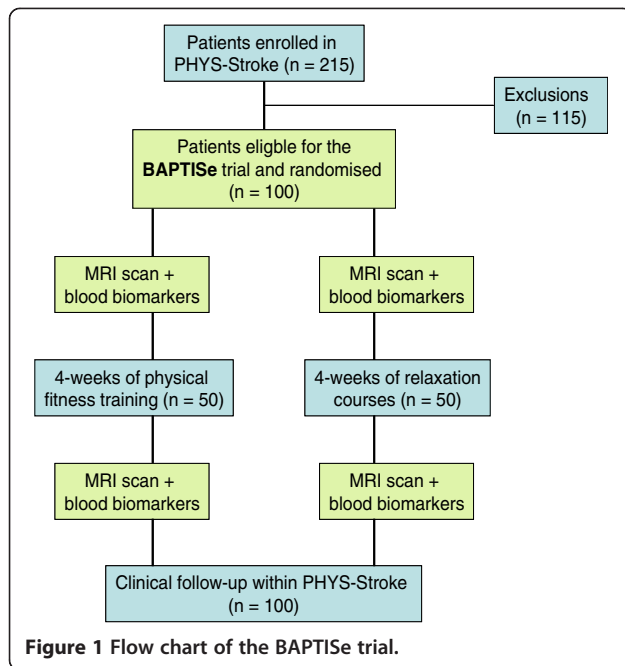 Patients enrolled in
PHYS-Stroke (n = 215)
Exclusions
(n = 115)
Patients eligble for the
BAPTISe trial and randomised
(n = 100)
MRI scan +
blood biomarkers
MRI scan +
blood biomarkers
4-weeks of physical
fitness training (n = 50)
4-weeks of relaxation
courses (n = 50)
MRI scan +
blood biomarkers
MRI scan +
blood biomarkers
Clinical follow-up within PHYS-Stroke
(n = 100)
Figure 1 Flow chart of the BAPTISe trial.